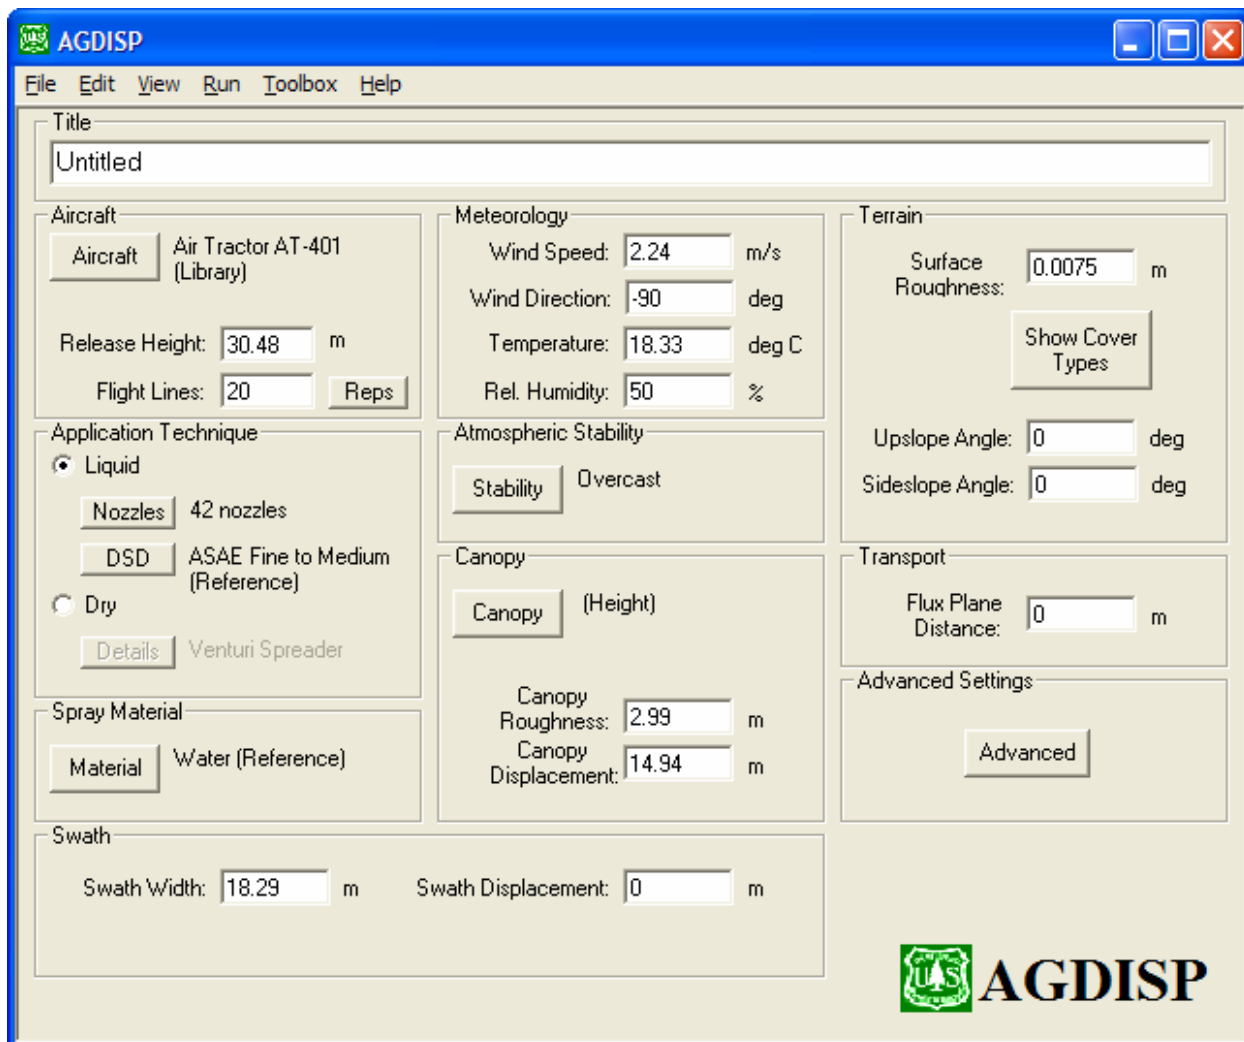 AGDISP
File Edit View Run Toolbox Help
Title
Untitled
Aircraft
Aircraft
Air Tractor AT-401
(Library)
Release Height: 30.48 m
Flight Lines: 20 Reps
Meteorology
Wind Speed: 2.24 m/s
Wind Direction: -90 deg
Temperature: 18.33 deg C
Rel. Humidity: 50 %
Terrain
Surface
Roughness: 0.0075 m
Show Cover
Types
Upslope Angle: 0 deg
Sideslope Angle: 0 deg
Application Technique
Liquid
Nozzles 42 nozzles
DSD ASAE Fine to Medium
(Reference)
Dry
Details Venturi Spreader
Atmospheric Stability
Stability Overcast
Canopy
Canopy (Height)
Canopy
Roughness: 2.99 m
Canopy
Displacement: 14.94 m
Transport
Flux Plane
Distance: 0 m
Advanced Settings
Advanced
Spray Material
Material Water (Reference)
Swath
Swath Width: 18.29 m Swath Displacement: 0 m
US
AGDISP